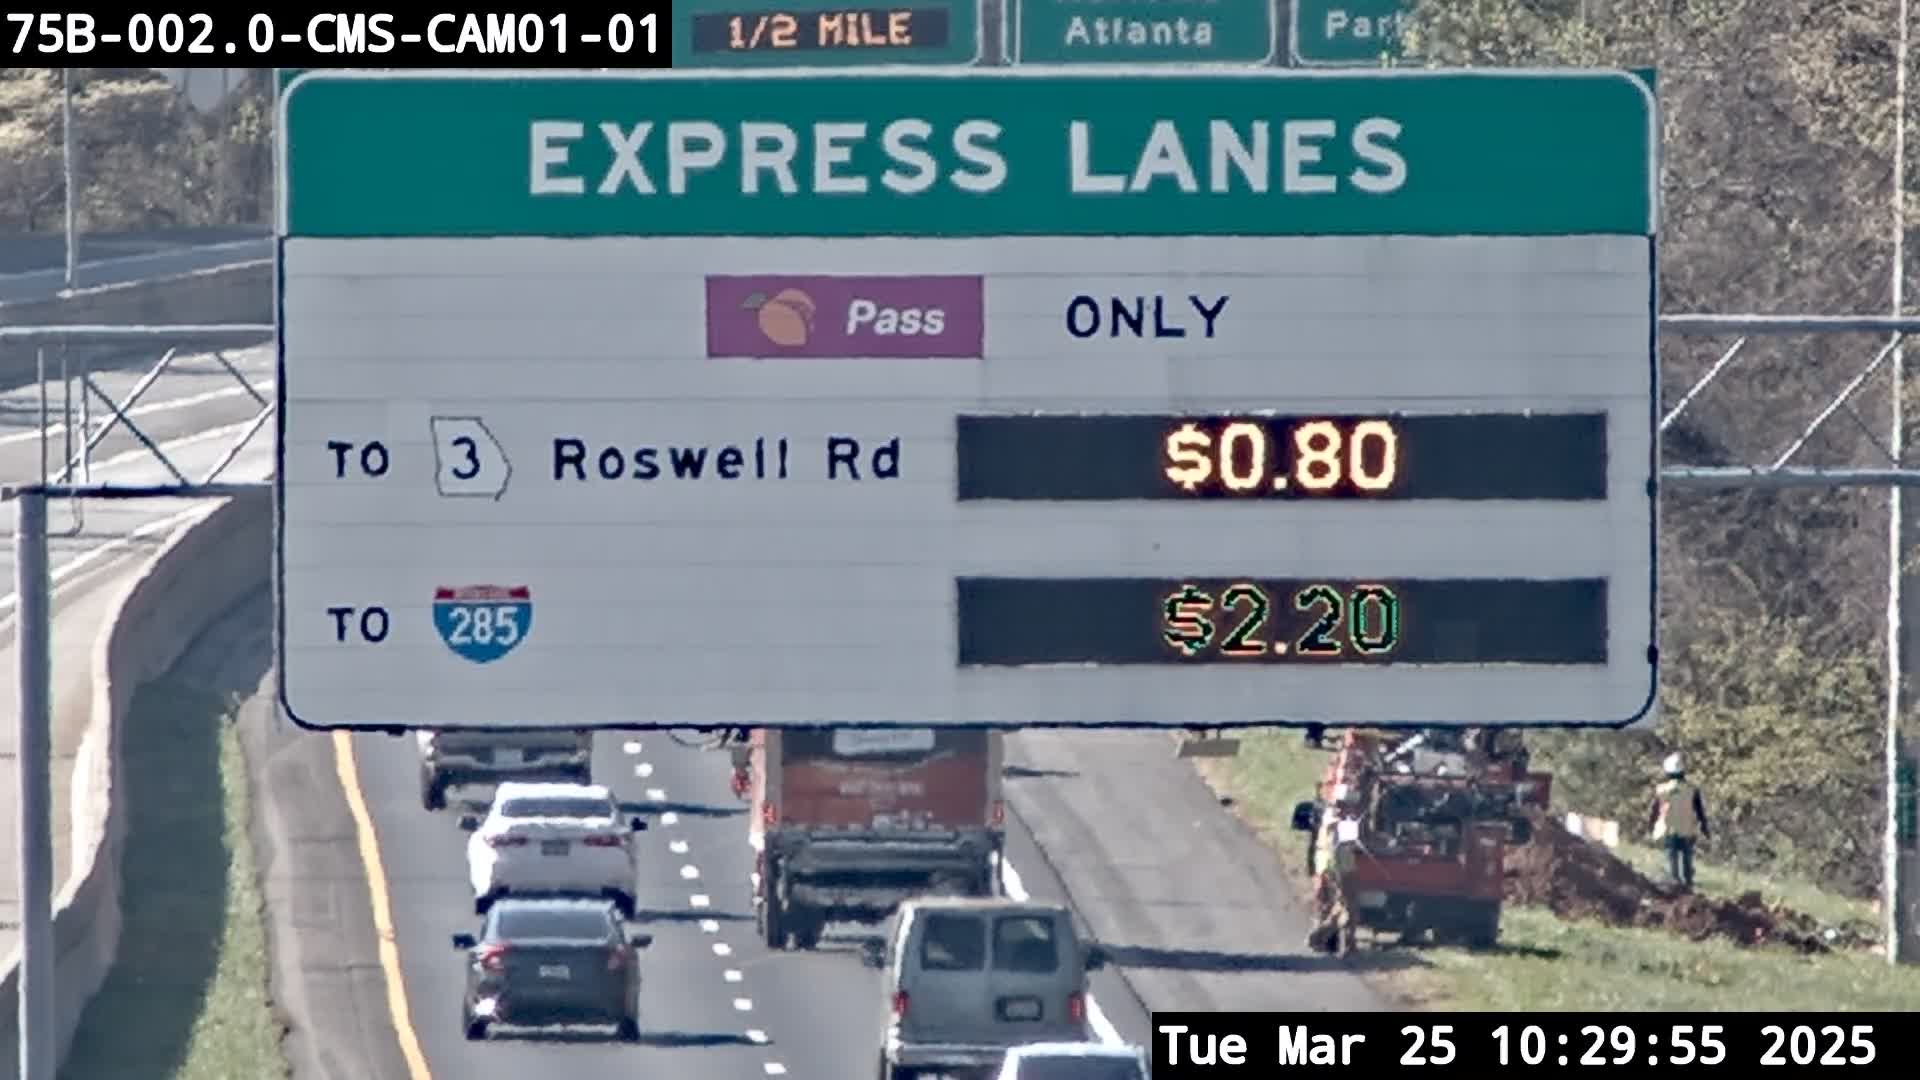 75B-002.0-CMS-CAM01-01
1/2 MILE
Atlanta
EXPRESS LANES
Pass ONLY
TO 3 Roswell Rd $0.80
TO 285 $2.20
Tue Mar 25 10:29:55 2025